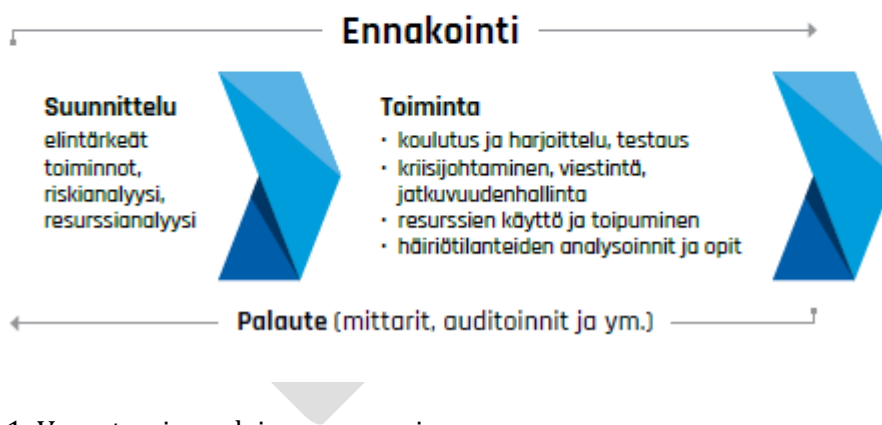 Ennakointi
Suunnittelu
elintärkeät
toiminnot,
riskianalyysi,
resurssianalyysi
Toiminta
· koulutus ja harjoittelu, testaus
· kriisijohtaminen, viestintä,
jatkuvuudenhallinta
· resurssien käyttö ja toipuminen
· häiriötilanteiden analysoinnit ja opit
Palaute (mittarit, auditoinnit ja ym.)